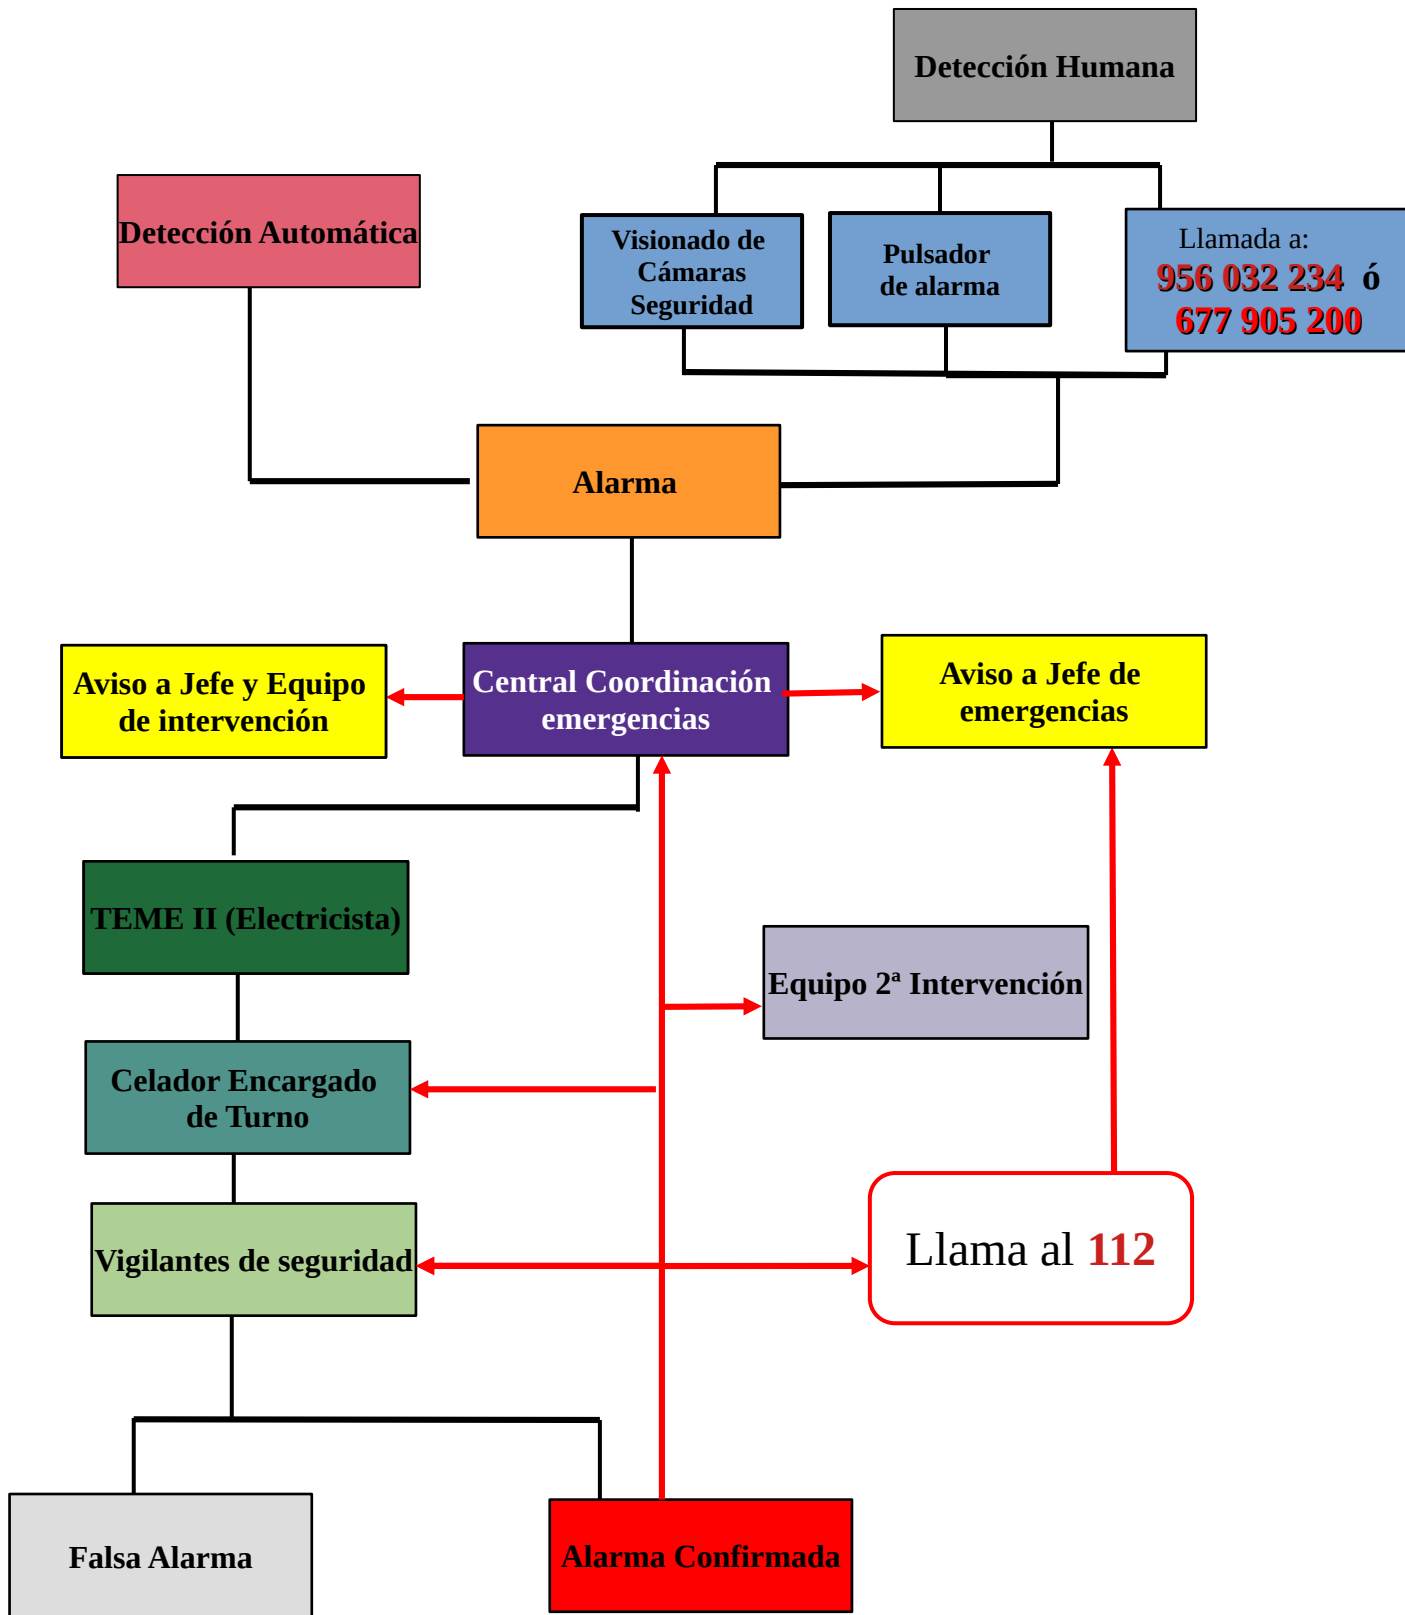 Detección Humana
Detección Automática
Visionado de
Cámaras
Seguridad
Pulsador
de alarma
Llamada a:
956 032 234 ó
677 905 200
Alarma
Aviso a Jefe y Equipo
de intervención
Central Coordinación
emergencias
Aviso a Jefe de
emergencias
TEME II (Electricista)
Equipo 2ª Intervención
Celador Encargado
de Turno
Vigilantes de seguridad
Llama al 112
Falsa Alarma
Alarma Confirmada